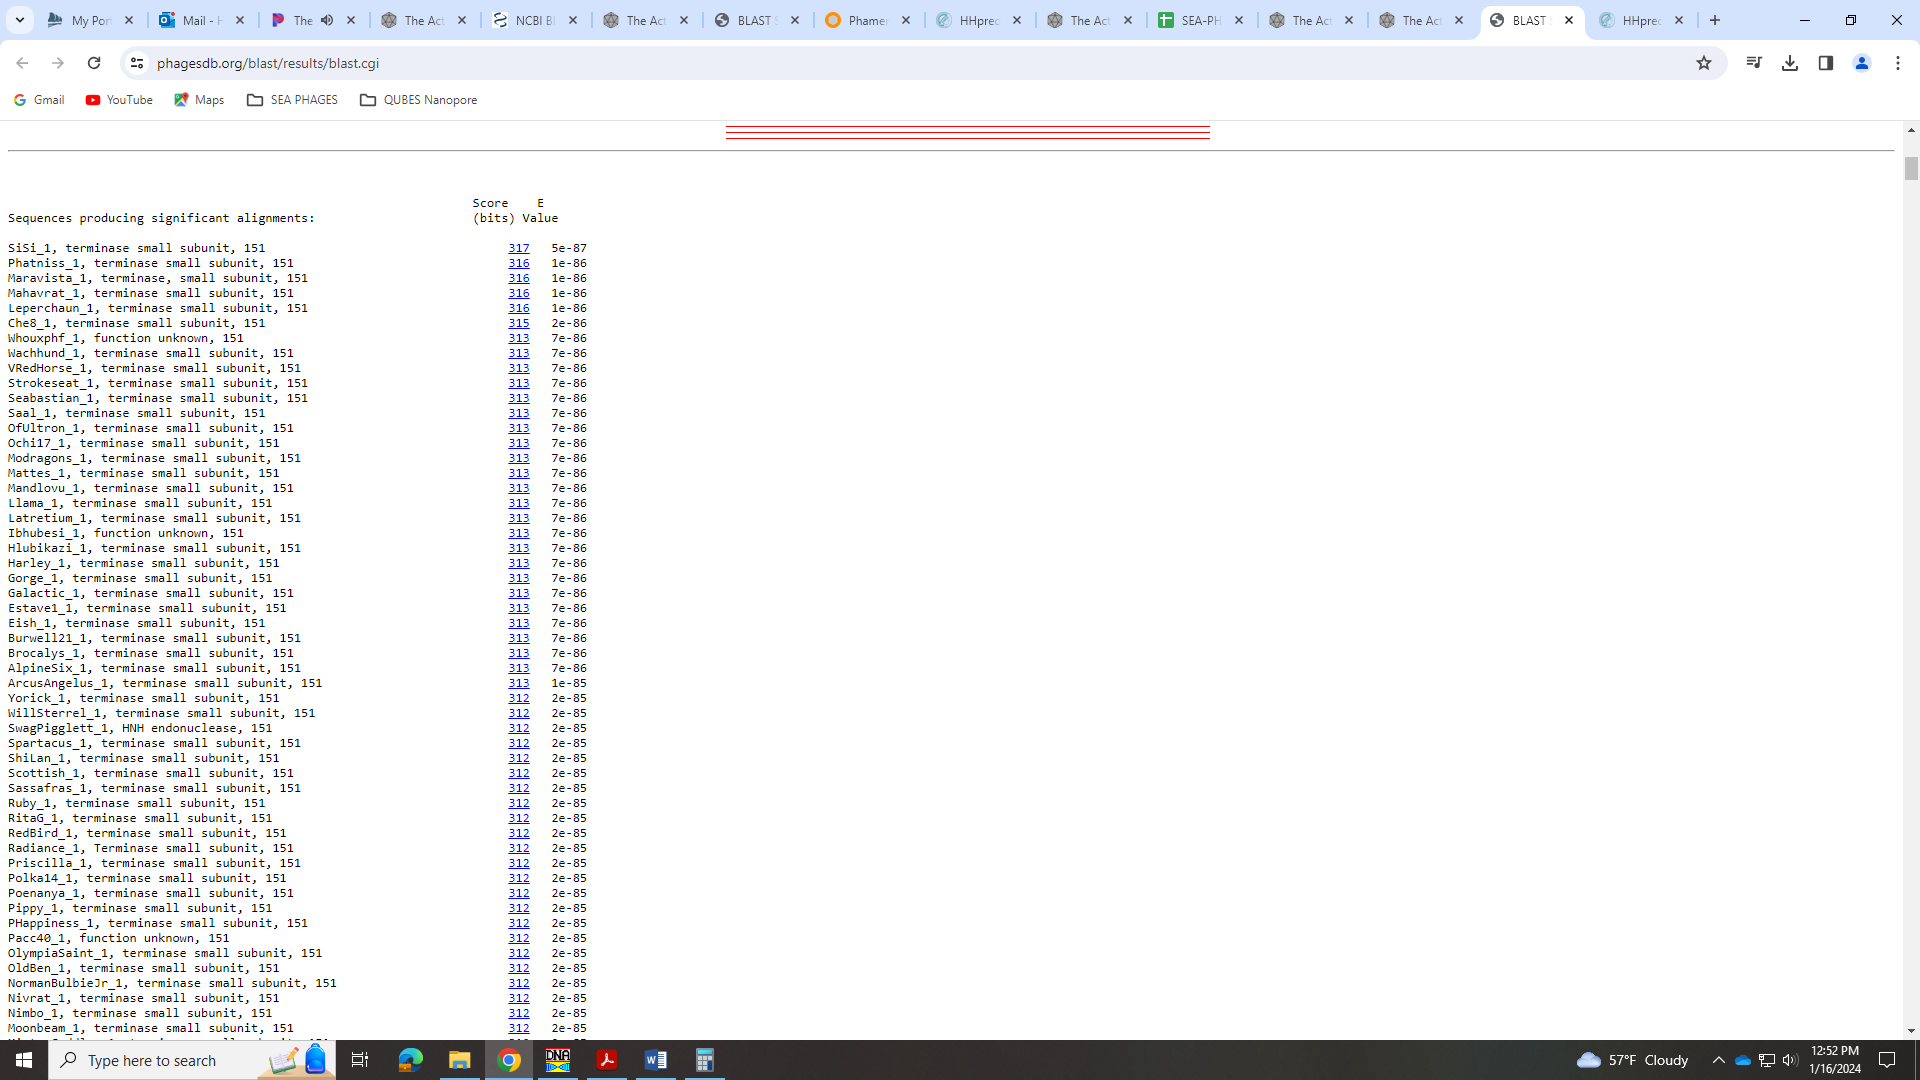 My Port
Mail - H
The
The Act
NCBI Bl
The Act
BLAST S
Phamer
HHpred
The Act
SEA-PH
The Act
The Act
BLAST S
HHpred
phagesdb.org/blast/results/blast.cgi
Gmail
YouTube
Maps
SEA PHAGES
QUBES Nanopore
Score E
Sequences producing significant alignments: (bits) Value
SiSi_1, terminase small subunit, 151 317 5e-87
Phatniss_1, terminase small subunit, 151 316 1e-86
Maravista_1, terminase, small subunit, 151 316 1e-86
Mahavrat_1, terminase small subunit, 151 316 1e-86
Leperchaun_1, terminase small subunit, 151 316 1e-86
Che8_1, terminase small subunit, 151 315 2e-86
Whouxphf_1, function unknown, 151 313 7e-86
Wachhund_1, terminase small subunit, 151 313 7e-86
VRedHorse_1, terminase small subunit, 151 313 7e-86
Strokeseat_1, terminase small subunit, 151 313 7e-86
Seabastian_1, terminase small subunit, 151 313 7e-86
Saal_1, terminase small subunit, 151 313 7e-86
OfUltron_1, terminase small subunit, 151 313 7e-86
Ochi17_1, terminase small subunit, 151 313 7e-86
Modragons_1, terminase small subunit, 151 313 7e-86
Mattes_1, terminase small subunit, 151 313 7e-86
Mandlovu_1, terminase small subunit, 151 313 7e-86
Llama_1, terminase small subunit, 151 313 7e-86
Latretium_1, terminase small subunit, 151 313 7e-86
Ibhubesi_1, function unknown, 151 313 7e-86
Hlubikazi_1, terminase small subunit, 151 313 7e-86
Harley_1, terminase small subunit, 151 313 7e-86
Gorge_1, terminase small subunit, 151 313 7e-86
Galactic_1, terminase small subunit, 151 313 7e-86
Estave1_1, terminase small subunit, 151 313 7e-86
Eish_1, terminase small subunit, 151 313 7e-86
Burwell21_1, terminase small subunit, 151 313 7e-86
Brocalys_1, terminase small subunit, 151 313 7e-86
AlpineSix_1, terminase small subunit, 151 313 7e-86
ArcusAngelus_1, terminase small subunit, 151 313 1e-85
Yorick_1, terminase small subunit, 151 312 2e-85
WillSterrel_1, terminase small subunit, 151 312 2e-85
SwagPigglett_1, HNH endonuclease, 151 312 2e-85
Spartacus_1, terminase small subunit, 151 312 2e-85
ShiLan_1, terminase small subunit, 151 312 2e-85
Scottish_1, terminase small subunit, 151 312 2e-85
Sassafras_1, terminase small subunit, 151 312 2e-85
Ruby_1, terminase small subunit, 151 312 2e-85
RitaG_1, terminase small subunit, 151 312 2e-85
RedBird_1, terminase small subunit, 151 312 2e-85
Radiance_1, Terminase small subunit, 151 312 2e-85
Priscilla_1, terminase small subunit, 151 312 2e-85
Polka14_1, terminase small subunit, 151 312 2e-85
Poenanya_1, terminase small subunit, 151 312 2e-85
Pippy_1, terminase small subunit, 151 312 2e-85
PHappiness_1, terminase small subunit, 151 312 2e-85
Pacc40_1, function unknown, 151 312 2e-85
OlympiaSaint_1, terminase small subunit, 151 312 2e-85
OldBen_1, terminase small subunit, 151 312 2e-85
NormanBulbieJr_1, terminase small subunit, 151 312 2e-85
Nivrat_1, terminase small subunit, 151 312 2e-85
Nimbo_1, terminase small subunit, 151 312 2e-85
Moonbeam_1, terminase small subunit, 151 312 2e-85
Type here to search
DNA
57°F Cloudy
12:52 PM
1/16/2024